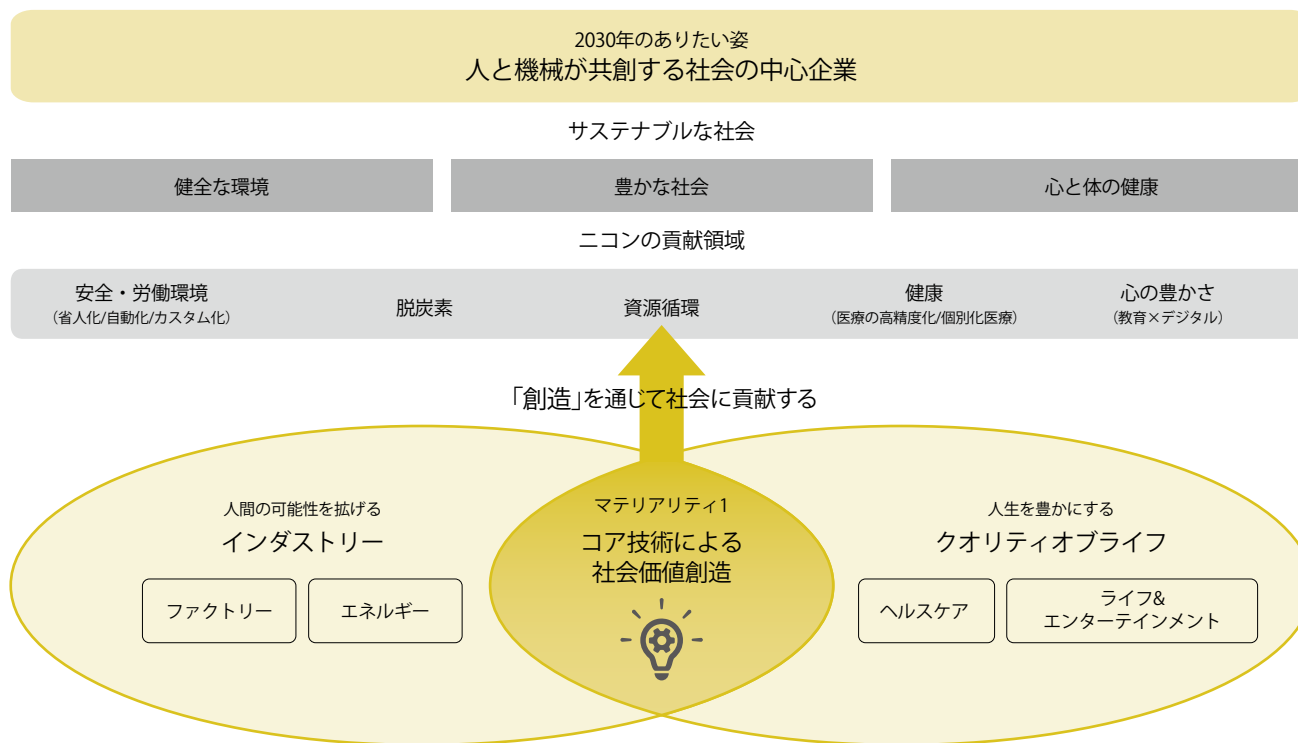 2030年のありたい姿
人と機械が共創する社会の中心企業
サステナブルな社会
健全な環境
豊かな社会
心と体の健康
ニコンの貢献領域
安全・労働環境
（省人化/自動化/カスタム化）
脱炭素
資源循環
健康
（医療の高精度化/個別化医療）
心の豊かさ
（教育×デジタル）
「創造」を通じて社会に貢献する
人間の可能性を拡げる
インダストリー
ファクトリー
エネルギー
マテリアリティ1
コア技術による
社会価値創造
人生を豊かにする
クオリティオブライフ
ヘルスケア
ライフ&
エンターテインメント